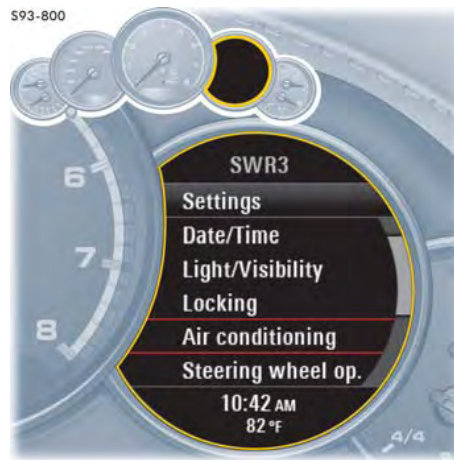 S93-800
SWR3
Settings
Date/Time
Light/Visibility
Locking
Air conditioning
Steering wheel op.
10:42 AM
82 °F
6
7
8
4/4